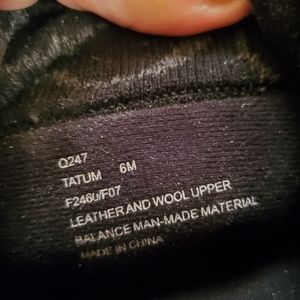 Q247
TATUM 6M
F2460/F07
LEATHER AND WOOL UPPER
BALANCE MAN-MADE MATERIAL
MADE IN CHINA